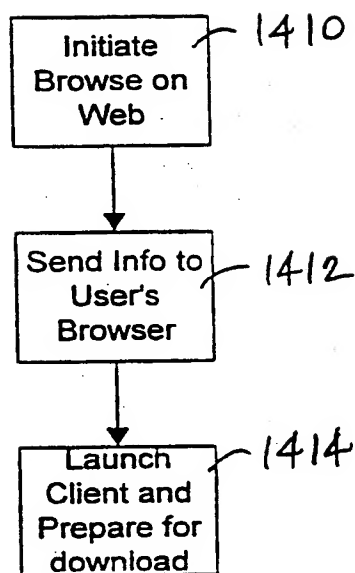 Initiate
Browse on
Web
1410
Send Info to
User's
Browser
1412
Launch
Client and
Prepare for
download
1414